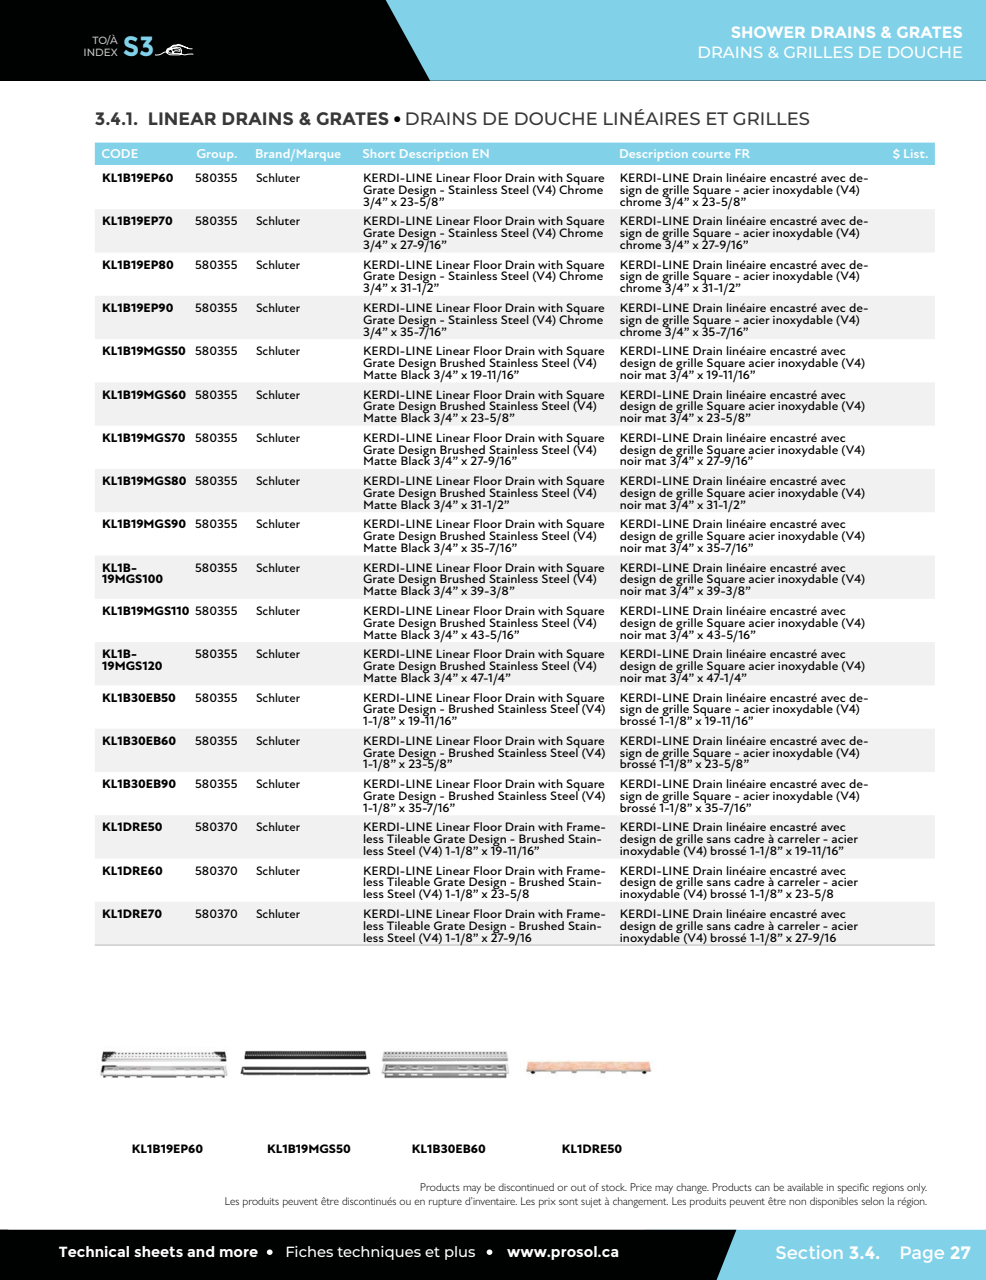 TO/À
INDEX S3
SHOWER DRAINS & GRATES
DRAINS & GRILLES DE DOUCHE
3.4.1. LINEAR DRAINS & GRATES • DRAINS DE DOUCHE LINÉAIRES ET GRILLES
CODE Group. Brand/Marque Short Description EN Description courte FR $ List.
KL1B19EP60 580355 Schluter KERDI-LINE Linear Floor Drain with Square KERDI-LINE Drain linéaire encastré avec de-
Grate Design - Stainless Steel (V4) Chrome sign de grille Square - acier inoxydable (V4)
3/4” x 23-5/8” chrome 3/4” x 23-5/8”
KL1B19EP70 580355 Schluter KERDI-LINE Linear Floor Drain with Square KERDI-LINE Drain linéaire encastré avec de-
Grate Design - Stainless Steel (V4) Chrome sign de grille Square - acier inoxydable (V4)
3/4” x 27-9/16” chrome 3/4” x 27-9/16”
KL1B19EP80 580355 Schluter KERDI-LINE Linear Floor Drain with Square KERDI-LINE Drain linéaire encastré avec de-
Grate Design - Stainless Steel (V4) Chrome sign de grille Square - acier inoxydable (V4)
3/4” x 31-1/2” chrome 3/4” x 31-1/2”
KL1B19EP90 580355 Schluter KERDI-LINE Linear Floor Drain with Square KERDI-LINE Drain linéaire encastré avec de-
Grate Design - Stainless Steel (V4) Chrome sign de grille Square - acier inoxydable (V4)
3/4” x 35-7/16” chrome 3/4” x 35-7/16”
KL1B19MGS50 580355 Schluter KERDI-LINE Linear Floor Drain with Square KERDI-LINE Drain linéaire encastré avec
Grate Design Brushed Stainless Steel (V4) design de grille Square acier inoxydable (V4)
Matte Black 3/4” x 19-11/16” noir mat 3/4” x 19-11/16”
KL1B19MGS60 580355 Schluter KERDI-LINE Linear Floor Drain with Square KERDI-LINE Drain linéaire encastré avec
Grate Design Brushed Stainless Steel (V4) design de grille Square acier inoxydable (V4)
Matte Black 3/4” x 23-5/8” noir mat 3/4” x 23-5/8”
KL1B19MGS70 580355 Schluter KERDI-LINE Linear Floor Drain with Square KERDI-LINE Drain linéaire encastré avec
Grate Design Brushed Stainless Steel (V4) design de grille Square acier inoxydable (V4)
Matte Black 3/4” x 27-9/16” noir mat 3/4” x 27-9/16”
KL1B19MGS80 580355 Schluter KERDI-LINE Linear Floor Drain with Square KERDI-LINE Drain linéaire encastré avec
Grate Design Brushed Stainless Steel (V4) design de grille Square acier inoxydable (V4)
Matte Black 3/4” x 31-1/2” noir mat 3/4” x 31-1/2”
KL1B19MGS90 580355 Schluter KERDI-LINE Linear Floor Drain with Square KERDI-LINE Drain linéaire encastré avec
Grate Design Brushed Stainless Steel (V4) design de grille Square acier inoxydable (V4)
Matte Black 3/4” x 35-7/16” noir mat 3/4” x 35-7/16”
KL1B- 580355 Schluter KERDI-LINE Linear Floor Drain with Square KERDI-LINE Drain linéaire encastré avec
19MGS100 Grate Design Brushed Stainless Steel (V4) design de grille Square acier inoxydable (V4)
Matte Black 3/4” x 39-3/8” noir mat 3/4” x 39-3/8”
KL1B19MGS110 580355 Schluter KERDI-LINE Linear Floor Drain with Square KERDI-LINE Drain linéaire encastré avec
Grate Design Brushed Stainless Steel (V4) design de grille Square acier inoxydable (V4)
Matte Black 3/4” x 43-5/16” noir mat 3/4” x 43-5/16”
KL1B- 580355 Schluter KERDI-LINE Linear Floor Drain with Square KERDI-LINE Drain linéaire encastré avec
19MGS120 Grate Design Brushed Stainless Steel (V4) design de grille Square acier inoxydable (V4)
Matte Black 3/4” x 47-1/4” noir mat 3/4” x 47-1/4”
KL1B30EB50 580355 Schluter KERDI-LINE Linear Floor Drain with Square KERDI-LINE Drain linéaire encastré avec de-
Grate Design - Brushed Stainless Steel (V4) sign de grille Square - acier inoxydable (V4)
1-1/8” x 19-11/16” brossé 1-1/8” x 19-11/16”
KL1B30EB60 580355 Schluter KERDI-LINE Linear Floor Drain with Square KERDI-LINE Drain linéaire encastré avec de-
Grate Design - Brushed Stainless Steel (V4) sign de grille Square - acier inoxydable (V4)
1-1/8” x 23-5/8” brossé 1-1/8” x 23-5/8”
KL1B30EB90 580355 Schluter KERDI-LINE Linear Floor Drain with Square KERDI-LINE Drain linéaire encastré avec de-
Grate Design - Brushed Stainless Steel (V4) sign de grille Square - acier inoxydable (V4)
1-1/8” x 35-7/16” brossé 1-1/8” x 35-7/16”
KL1DRE50 580370 Schluter KERDI-LINE Linear Floor Drain with Frame- KERDI-LINE Drain linéaire encastré avec
less Tileable Grate Design - Brushed Stain- design de grille sans cadre à carreler - acier
less Steel (V4) 1-1/8” x 19-11/16” inoxydable (V4) brossé 1-1/8” x 19-11/16”
KL1DRE60 580370 Schluter KERDI-LINE Linear Floor Drain with Frame- KERDI-LINE Drain linéaire encastré avec
less Tileable Grate Design - Brushed Stain- design de grille sans cadre à carreler - acier
less Steel (V4) 1-1/8” x 23-5/8 inoxydable (V4) brossé 1-1/8” x 23-5/8
KL1DRE70 580370 Schluter KERDI-LINE Linear Floor Drain with Frame- KERDI-LINE Drain linéaire encastré avec
less Tileable Grate Design - Brushed Stain- design de grille sans cadre à carreler - acier
less Steel (V4) 1-1/8” x 27-9/16 inoxydable (V4) brossé 1-1/8” x 27-9/16
KL1B19EP60 KL1B19MGS50 KL1B30EB60 KL1DRE50
Products may be discontinued or out of stock. Price may change. Products can be available in specific regions only.
Les produits peuvent être discontinués ou en rupture d’inventaire. Les prix sont sujet à changement. Les produits peuvent être non disponibles selon la région.
Technical sheets and more • Fiches techniques et plus • www.prosol.ca
Section 3.4. Page 27